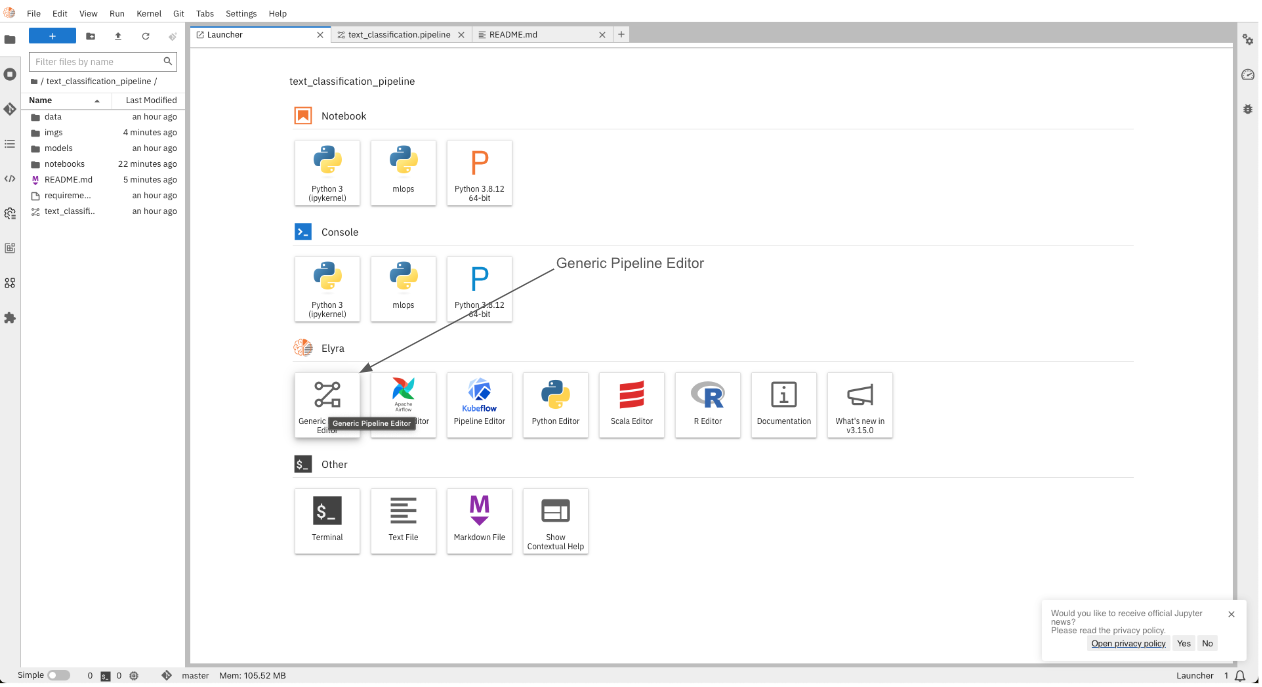 File Edit View Run Kernel Git Tabs Settings Help
+
Launcher
text_classification.pipeline
README.md
+
Filter files by name
/ text_classification_pipeline /
Name Last Modified
data an hour ago
imgs 4 minutes ago
models an hour ago
notebooks 22 minutes ago
README.md 5 minutes ago
requireme... an hour ago
text_classifi.. an hour ago
text_classification_pipeline
Notebook
Python 3
(ipykernel)
mlops
P
Python 3.8.12
64-bit
Console
Python 3
(ipykernel)
mlops
P
Python 3.8.12
64-bit
Generic Pipeline Editor
Elyra
Generic
Editor
Generic Pipeline Editor
Apache
Airflow
itor
Kubeflow
Pipeline Editor
Python Editor
Scala Editor
R
R Editor
i
Documentation
What's new in
v3.15.0
Other
$_
Terminal
Text File
M
Markdown File
Show
Contextual Help
Would you like to receive official Jupyter
news?
Please read the privacy policy.
Open privacy policy Yes No
Simple 0 $_ 0 master Mem: 105.52 MB Launcher 1